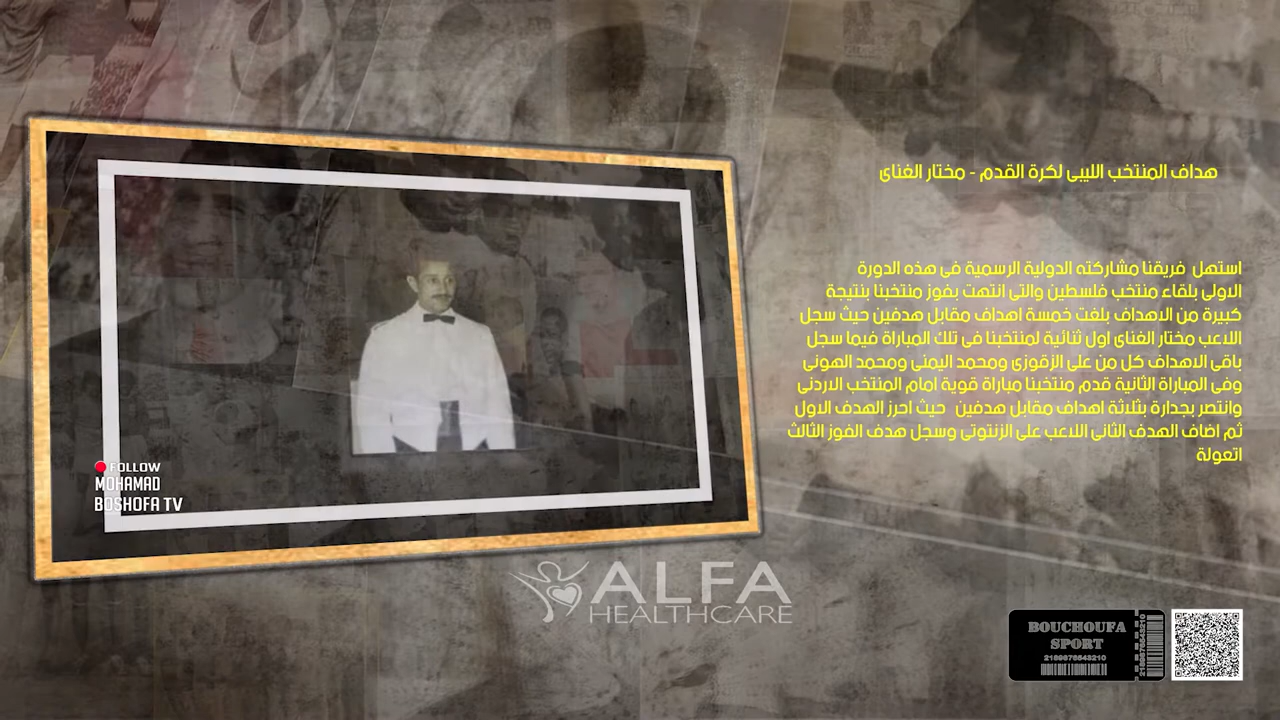 هداف المنتخب الليبى لكرة القدم - مختار الغناى
استهل فريقنا مشاركته الدولية الرسمية فى هذه الدورة
الاولى بلقاء منتخب فلسطين والتى انتهت بفوز منتخبنا بنتيجة
كبيرة من الاهداف بلغت خمسة اهداف مقابل هدفين حيث سجل
اللاعب مختار الغناى اول ثنائية لمنتخبنا فى تلك المباراة فيما سجل
باقى الاهداف كل من على الزقوزى ومحمد اليمنى ومحمد الهونى
وفى المباراة الثانية قدم منتخبنا مباراة قوية امام المنتخب الاردنى
وانتصر بجدارة بثلاثة اهداف مقابل هدفين حيث احرز الهدف الاول
ثم اضاف الهدف الثانى اللاعب على الزنتوتى وسجل هدف الفوز الثالث
اتعولة
FOLLOW
MOHAMAD
BOSHOFA TV
ALFA
HEALTHCARE
BOUCHOUFA
SPORT
2169876543210
2169876543210